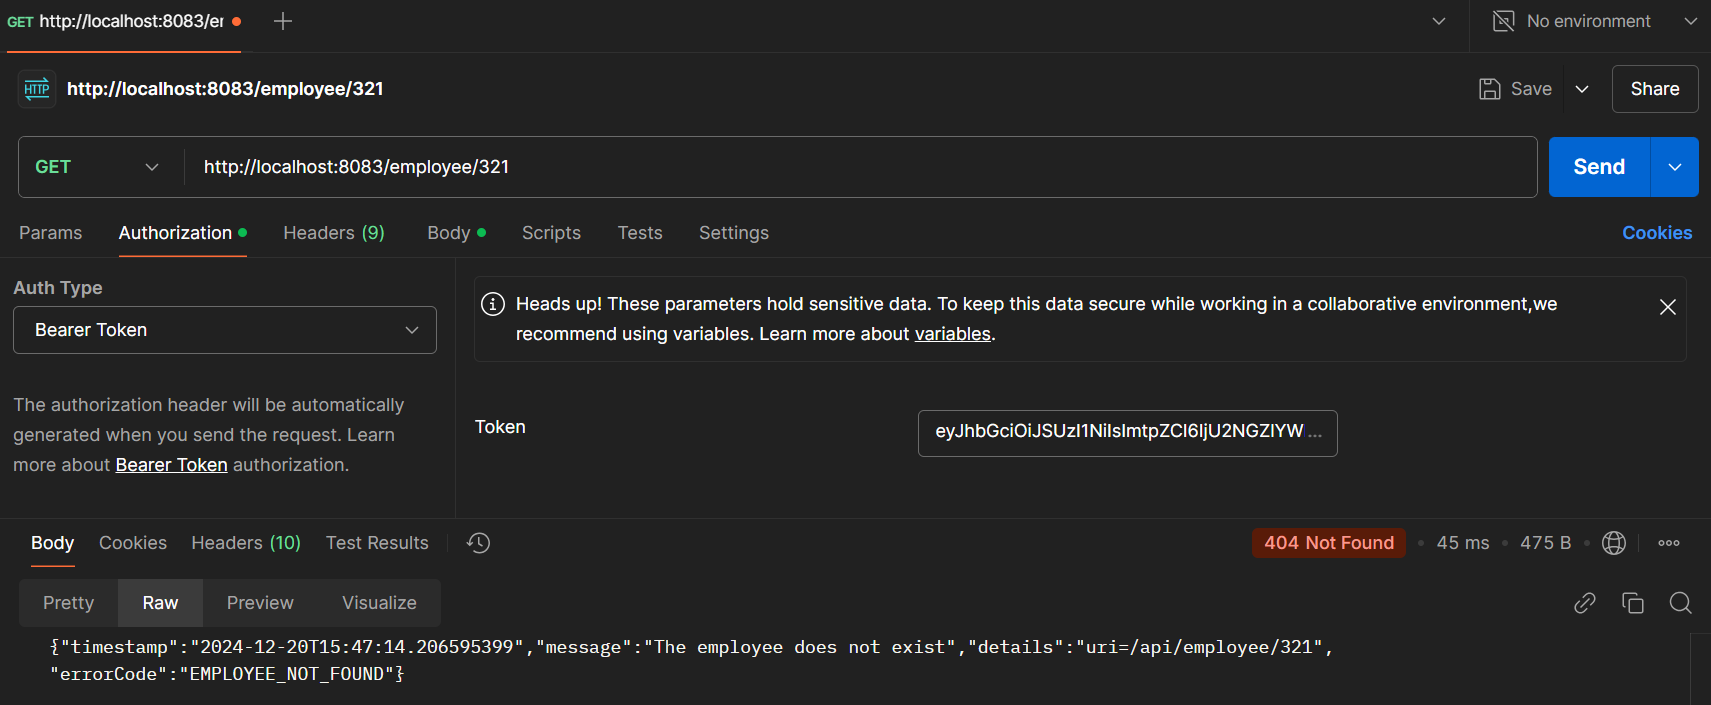 GET http://localhost:8083/er
No environment
HTTP http://localhost:8083/employee/321
Save
Share
GET http://localhost:8083/employee/321
Send
Params Authorization Headers (9) Body Scripts Tests Settings
Cookies
Auth Type
Bearer Token
The authorization header will be automatically
generated when you send the request. Learn
more about Bearer Token authorization.
Heads up! These parameters hold sensitive data. To keep this data secure while working in a collaborative environment,we
recommend using variables. Learn more about variables.
Token
eyJhbGciOiJSUzI1NiIsImtpZCI6IjU2NGZlYW...
Body Cookies Headers (10) Test Results
404 Not Found • 45 ms • 475 B •
Pretty Raw Preview Visualize
{"timestamp":"2024-12-20T15:47:14.206595399","message":"The employee does not exist","details":"uri=/api/employee/321",
"errorCode":"EMPLOYEE_NOT_FOUND"}